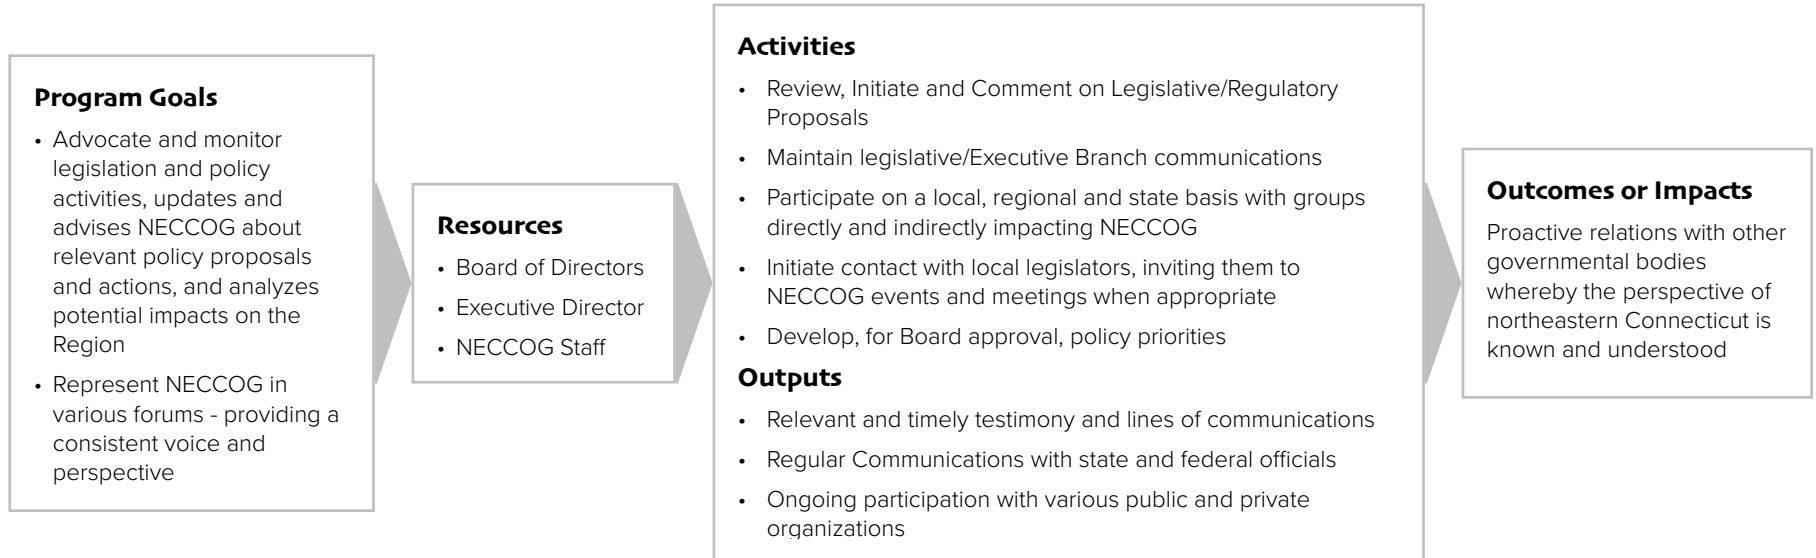 Program Goals
• Advocate and monitor
legislation and policy
activities, updates and
advises NECCOG about
relevant policy proposals
and actions, and analyzes
potential impacts on the
Region
• Represent NECCOG in
various forums - providing a
consistent voice and
perspective
Resources
• Board of Directors
• Executive Director
• NECCOG Staff
Activities
• Review, Initiate and Comment on Legislative/Regulatory
Proposals
• Maintain legislative/Executive Branch communications
• Participate on a local, regional and state basis with groups
directly and indirectly impacting NECCOG
• Initiate contact with local legislators, inviting them to
NECCOG events and meetings when appropriate
• Develop, for Board approval, policy priorities
Outputs
• Relevant and timely testimony and lines of communications
• Regular Communications with state and federal officials
• Ongoing participation with various public and private
organizations
Outcomes or Impacts
Proactive relations with other
governmental bodies
whereby the perspective of
northeastern Connecticut is
known and understood